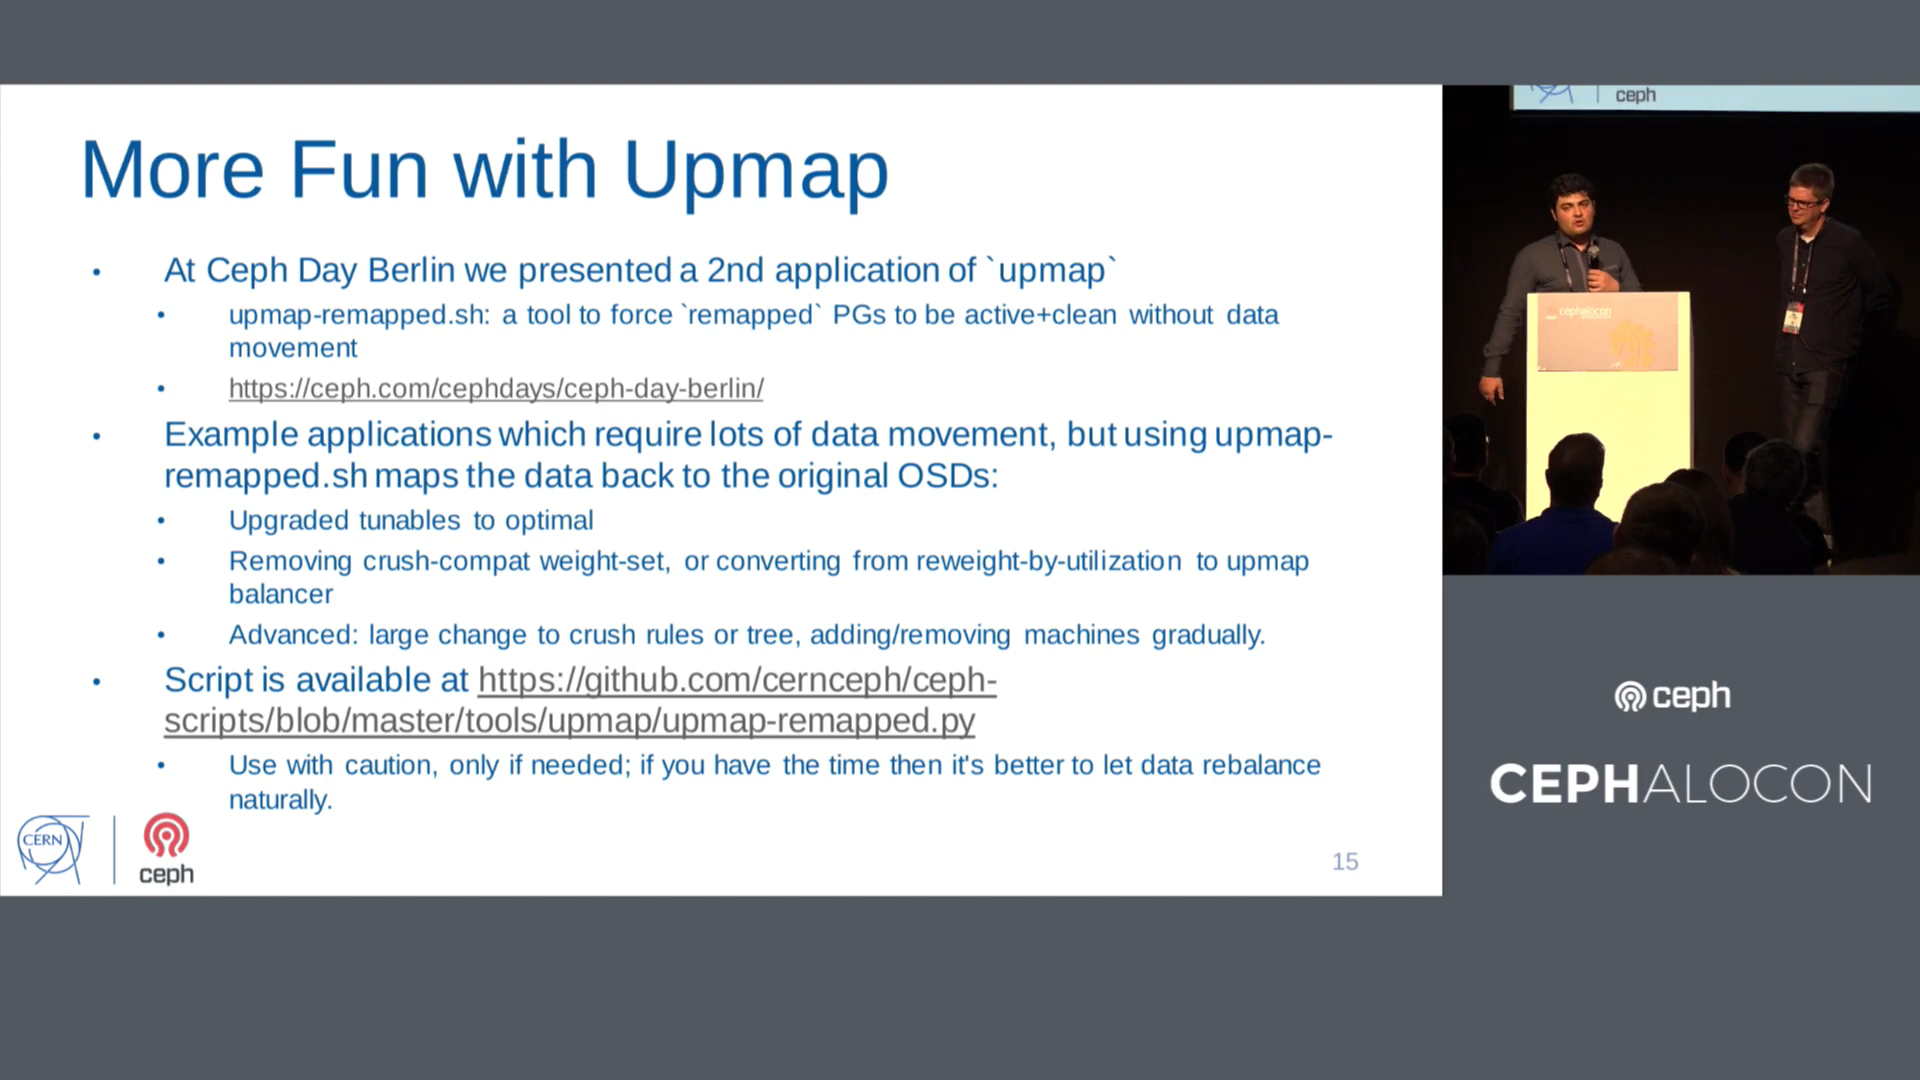 More Fun with Upmap
• At Ceph Day Berlin we presented a 2nd application of `upmap`
• upmap-remapped.sh: a tool to force `remapped` PGs to be active+clean without data
movement
• https://ceph.com/cephdays/ceph-day-berlin/
• Example applications which require lots of data movement, but using upmap-
remapped.sh maps the data back to the original OSDs:
• Upgraded tunables to optimal
• Removing crush-compat weight-set, or converting from reweight-by-utilization to upmap
balancer
• Advanced: large change to crush rules or tree, adding/removing machines gradually.
• Script is available at https://github.com/cernceph/ceph-
scripts/blob/master/tools/upmap/upmap-remapped.py
• Use with caution, only if needed; if you have the time then it's better to let data rebalance
naturally.
CERN
ceph
15
ceph
cephalocon
ceph
CEPHALOCON